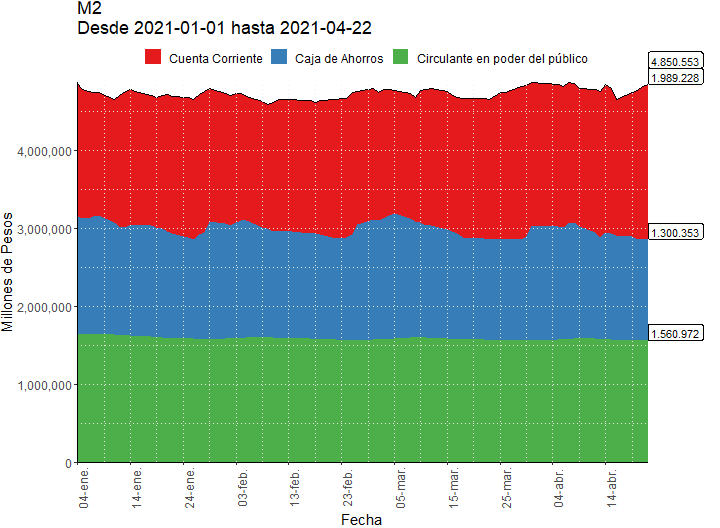 M2
Desde 2021-01-01 hasta 2021-04-22
Cuenta Corriente
Caja de Ahorros
Circulante en poder del público
4.850.553
1.989.228
1.300.353
1.560.972
4,000,000
3,000,000
2,000,000
1,000,000
0
Millones de Pesos
04-ene.
14-ene.
24-ene.
03-feb.
13-feb.
23-feb.
05-mar.
15-mar.
25-mar.
04-abr.
14-abr.
Fecha